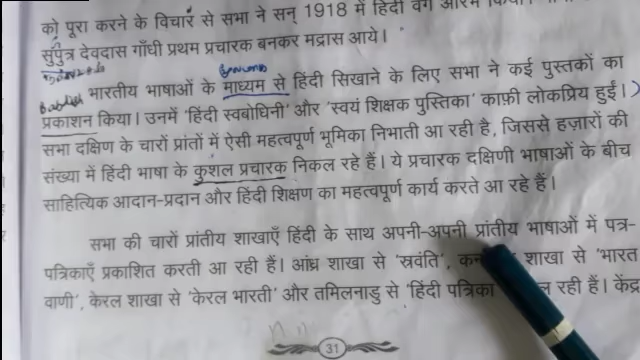 को पूरा करने के विचार से सभा ने सन् 1918 में हिंदी वर्ग
सुपुत्र देवदास गाँधी प्रथम प्रचारक बनकर मद्रास आये।
भारतीय भाषाओं के माध्यम से हिंदी सिखाने के लिए सभा ने कई पुस्तकों का
प्रकाशन किया। उनमें 'हिंदी स्वबोधिनी' और 'स्वयं शिक्षक पुस्तिका' काफ़ी लोकप्रिय हुईं।
सभा दक्षिण के चारों प्रांतों में ऐसी महत्वपूर्ण भूमिका निभाती आ रही है, जिससे हज़ारों की
संख्या में हिंदी भाषा के कुशल प्रचारक निकल रहे हैं। ये प्रचारक दक्षिणी भाषाओं के बीच
साहित्यिक आदान-प्रदान और हिंदी शिक्षण का महत्वपूर्ण कार्य करते आ रहे हैं।
सभा की चारों प्रांतीय शाखाएँ हिंदी के साथ अपनी-अपनी प्रांतीय भाषाओं में पत्र-
पत्रिकाएँ प्रकाशित करती आ रही हैं। आंध्र शाखा से 'स्रवंति', शाखा से 'भारत
वाणी', केरल शाखा से 'केरल भारती' और तमिलनाडु से 'हिंदी पत्रिका रही हैं। केंद्र
31